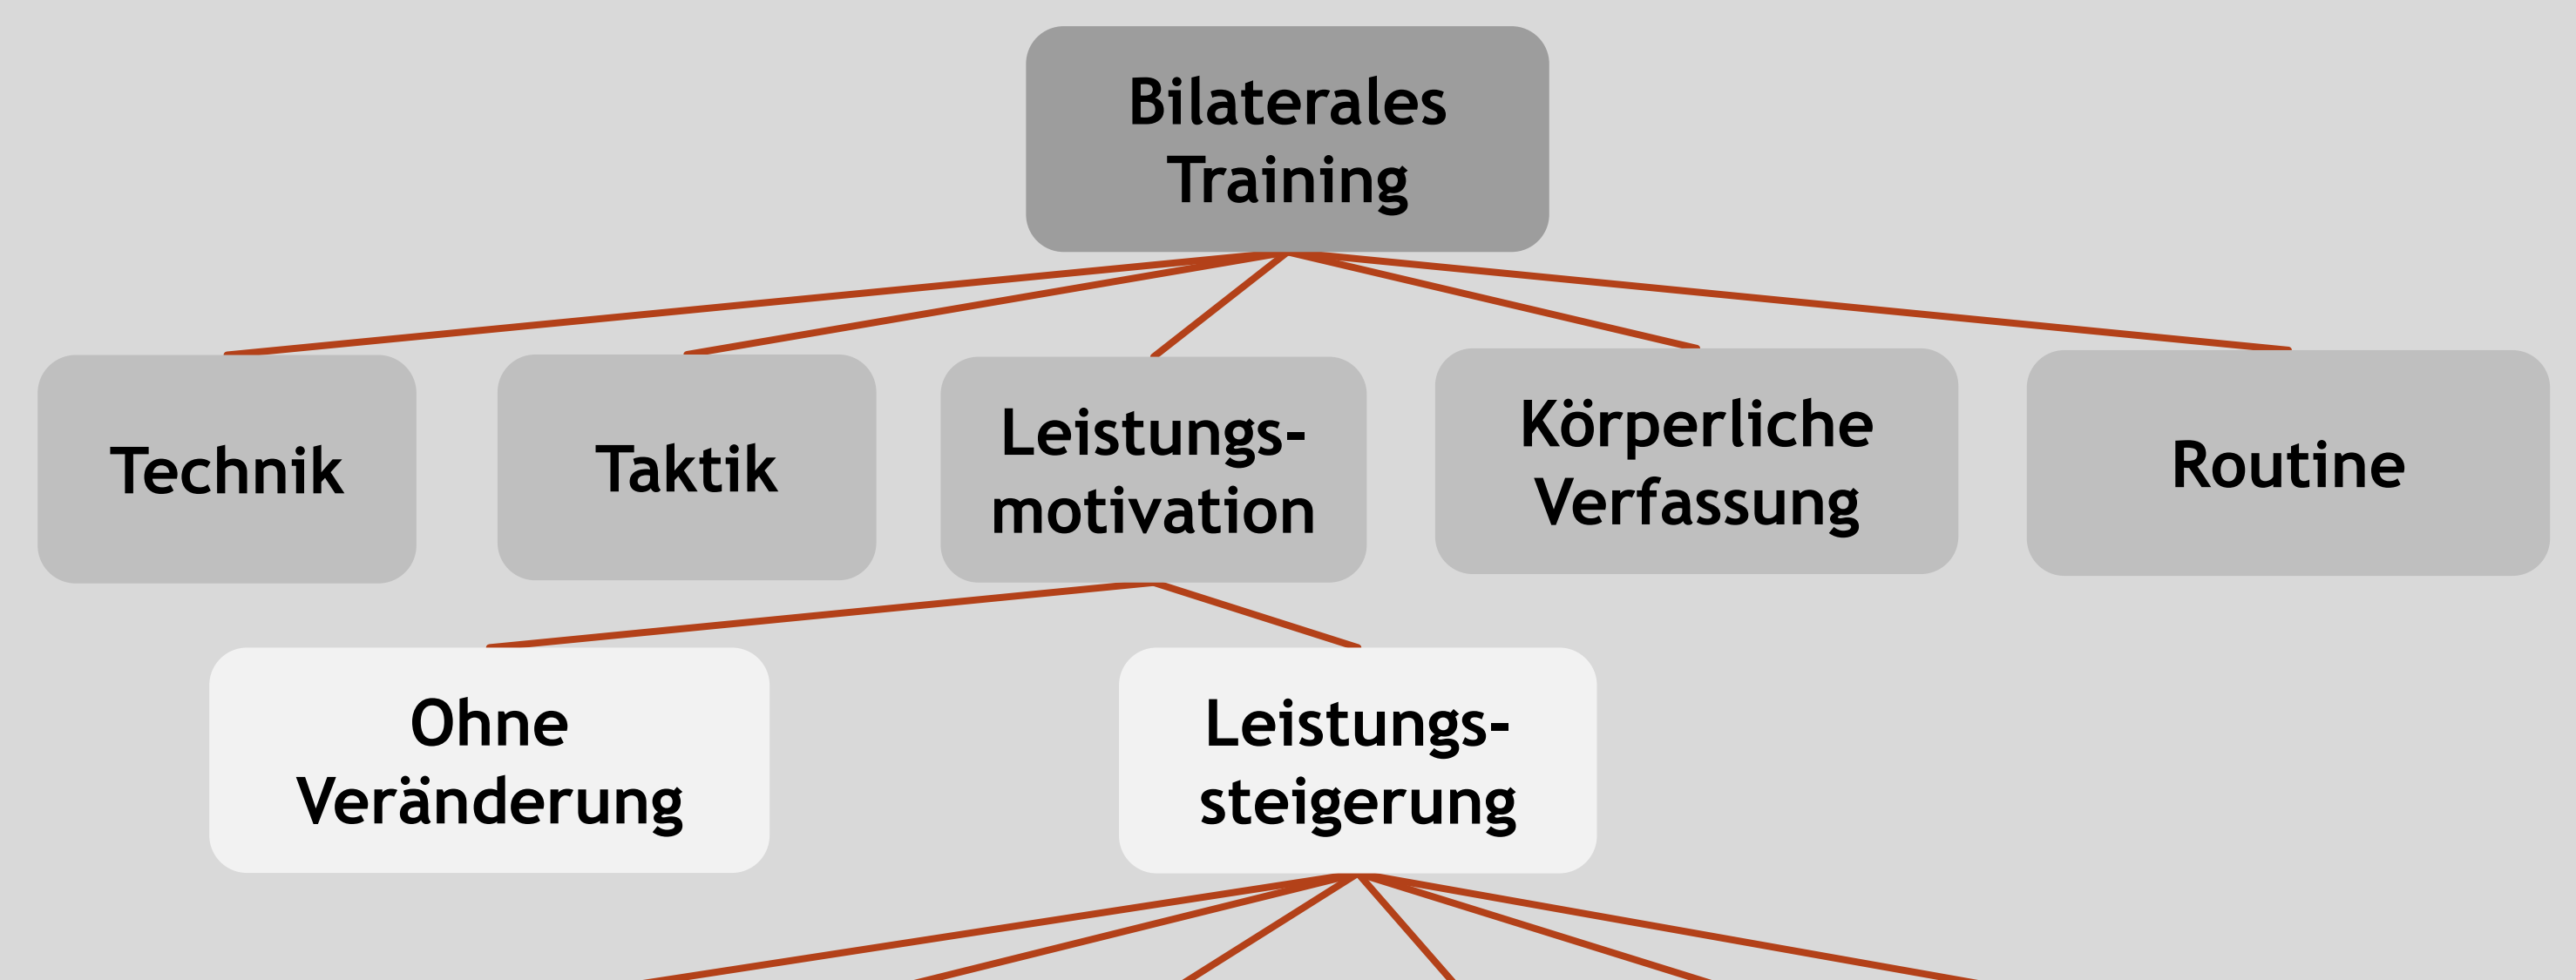 Bilaterales
Training
Technik
Taktik
Leistungs-
motivation
Körperliche
Verfassung
Routine
Ohne
Veränderung
Leistungs-
steigerung